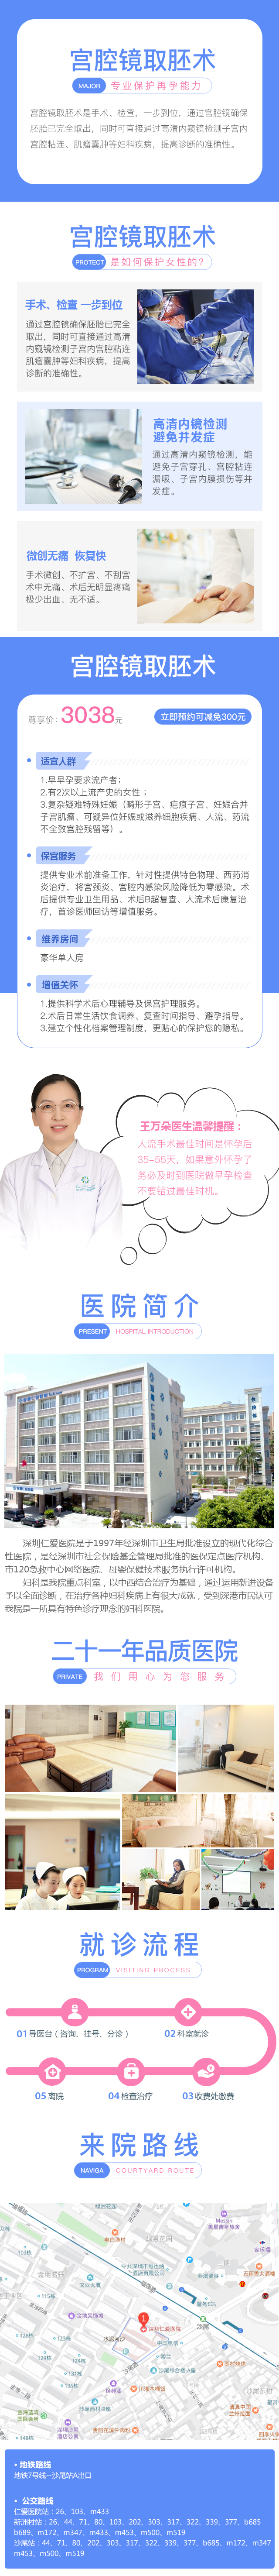 宫腔镜取胚术
MAJOR 专业保护再孕能力
宫腔镜取胚术是手术、检查，一步到位，通过宫腔镜确保
胚胎已完全取出，同时可直接通过高清内窥镜检测子宫内
宫腔粘连、肌瘤囊肿等妇科疾病，提高诊断的准确性。
宫腔镜取胚术
PROTECT 是如何保护女性的?
手术、检查 一步到位
通过宫腔镜确保胚胎已完全
取出，同时可直接通过高清
内窥镜检测子宫内宫腔粘连
肌瘤囊肿等妇科疾病，提高
诊断的准确性。
高清内镜检测
避免并发症
通过高清内窥镜检测，能
避免子宫穿孔、宫腔粘连
漏吸、子宫内膜损伤等并
发症。
微创无痛 恢复快
手术微创、不扩宫、不刮宫
术中无痛、术后无明显疼痛
极少出血、无不适。
宫腔镜取胚术
尊享价：3038元
立即预约可减免300元
适宜人群
1.早早孕要求流产者；
2.有2次以上流产史的女性；
3.复杂疑难特殊妊娠（畸形子宫、疤痕子宫、妊娠合并
子宫肌瘤、可疑异位妊娠或滋养细胞疾病、人流、药流
不全致宫腔残留等）。
保宫服务
提供专业术前准备工作，针对性提供特色物理、西药消
炎治疗，将宫颈炎、宫腔内感染风险降低为零感染。术
后提供专业卫生用品、术后B超复查、人流术后康复治
疗，首诊医师回访等增值服务。
维养房间
豪华单人房
增值关怀
1.提供科学术后心理辅导及保宫护理服务。
2.术后日常生活饮食调养、复查时间指导、避孕指导。
3.建立个性化档案管理制度，更贴心的保护您的隐私。
王万朵医生温馨提醒：
人流手术最佳时间是怀孕后
35-55天，如果意外怀孕了
务必及时到医院做早孕检查
不要错过最佳时机。
医院简介
PRESENT HOSPITAL INTRODUCTION
深圳仁爱医院是于1997年经深圳市卫生局批准设立的现代化综合
性医院，是经深圳市社会保险基金管理局批准的医保定点医疗机构、
市120急救中心网络医院、母婴保健技术服务执行许可机构。
妇科是我院重点科室，以中西结合治疗为基础，通过运用新进设备
予以全面诊断，在治疗各种妇科疾病上有很大成就，受到深港市民认可
我院是一所具有特色诊疗理念的妇科医院。
二十一年品质医院
PRIVATE 我们用心为您服务
就诊流程
PROGRAM VISITING PROCESS
01导医台（咨询、挂号、分诊）
02科室就诊
05离院
04检查治疗
03收费处缴费
来院路线
NAVIGA COURTYARD ROUTE
绿洲花园
绿景花园
金地名轩
文业大厦
水围派沙
深圳仁爱医院
沙尾
• 地铁路线
地铁7号线--沙尾站A出口
• 公交路线
仁爱医院站：26、103、m433
新洲村站：26、44、71、80、103、202、303、317、322、339、377、b685
b689、m172、m347、m433、m453、m500、m519
沙尾站：44、71、80、202、303、317、322、339、377、b685、m172、m347
m453、m500、m519